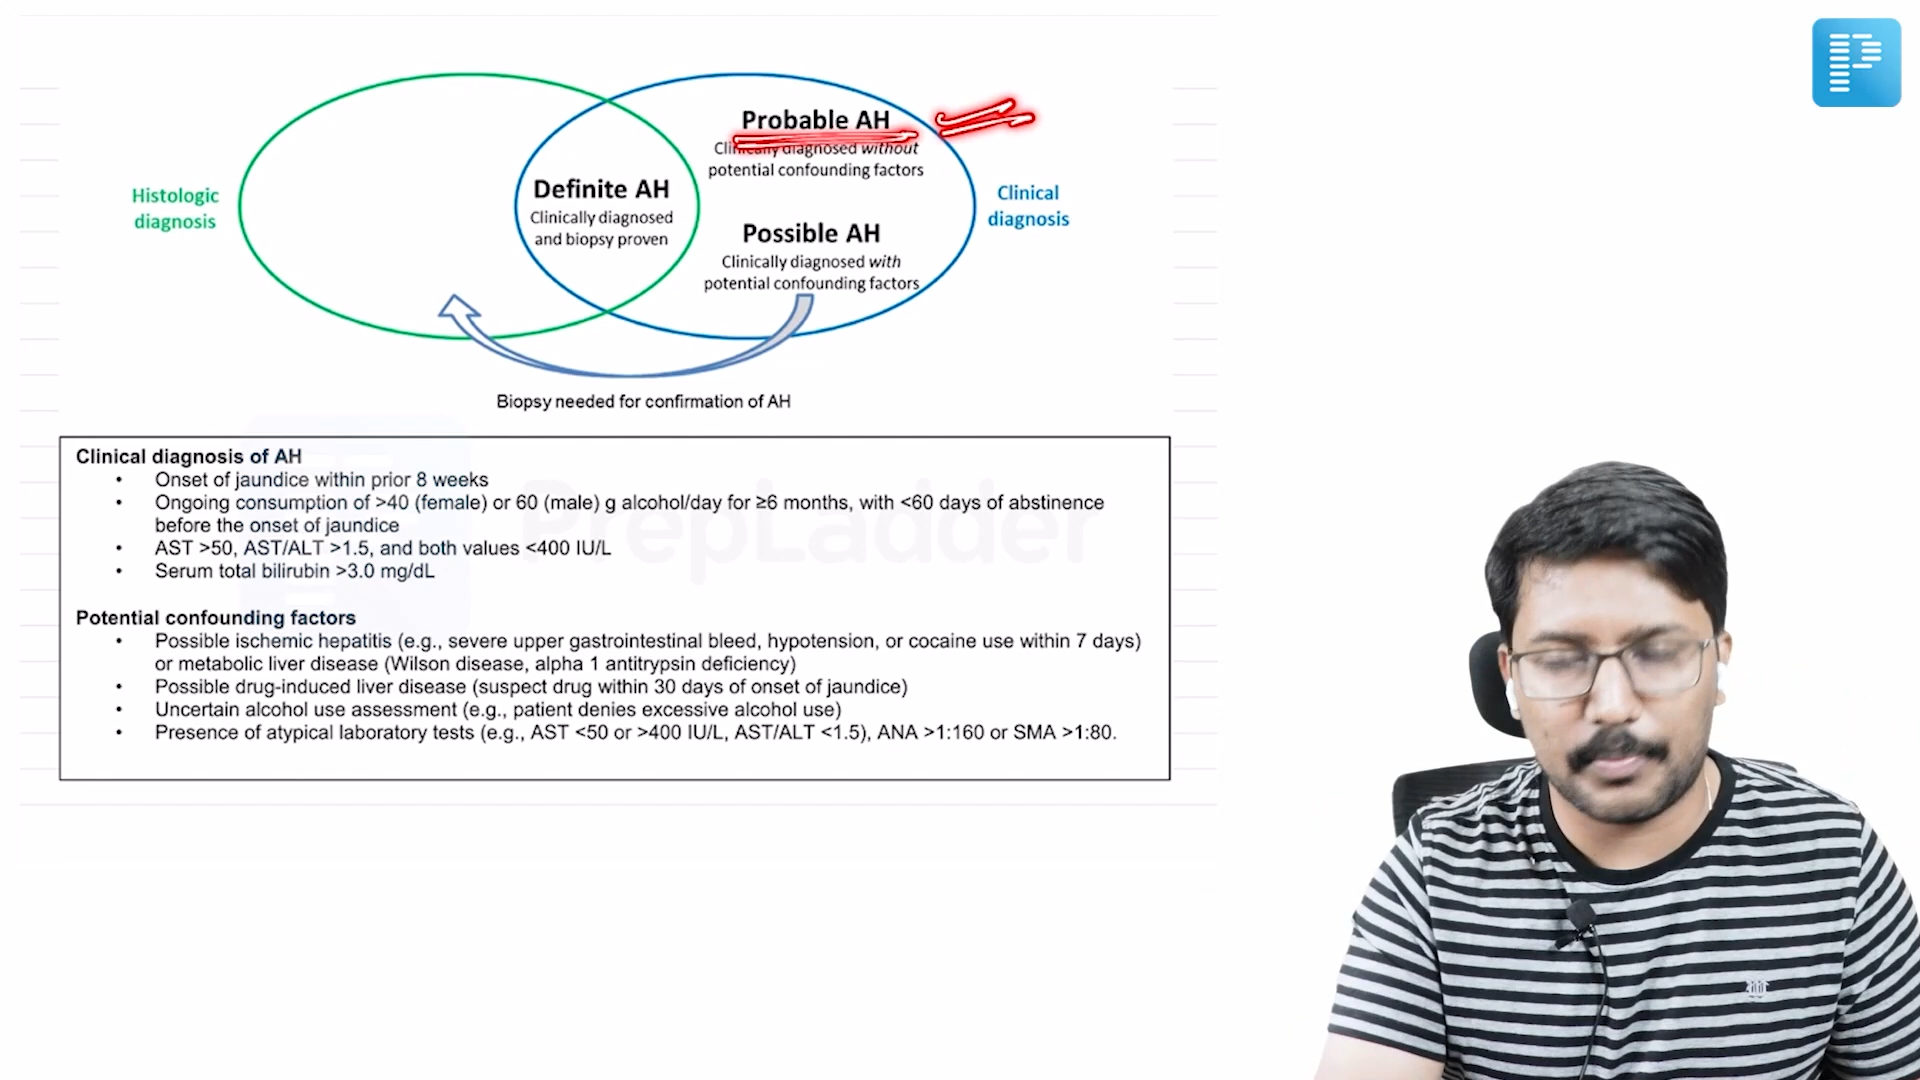 Probable AH
Clinically diagnosed without
potential confounding factors
Histologic
diagnosis
Definite AH
Clinically diagnosed
and biopsy proven
Clinical
diagnosis
Possible AH
Clinically diagnosed with
potential confounding factors
Biopsy needed for confirmation of AH
Clinical diagnosis of AH
• Onset of jaundice within prior 8 weeks
• Ongoing consumption of >40 (female) or 60 (male) g alcohol/day for ≥6 months, with <60 days of abstinence
before the onset of jaundice
• AST >50, AST/ALT >1.5, and both values <400 IU/L
• Serum total bilirubin >3.0 mg/dL
PrepLadder
Potential confounding factors
• Possible ischemic hepatitis (e.g., severe upper gastrointestinal bleed, hypotension, or cocaine use within 7 days)
or metabolic liver disease (Wilson disease, alpha 1 antitrypsin deficiency)
• Possible drug-induced liver disease (suspect drug within 30 days of onset of jaundice)
• Uncertain alcohol use assessment (e.g., patient denies excessive alcohol use)
• Presence of atypical laboratory tests (e.g., AST <50 or >400 IU/L, AST/ALT <1.5), ANA >1:160 or SMA >1:80.